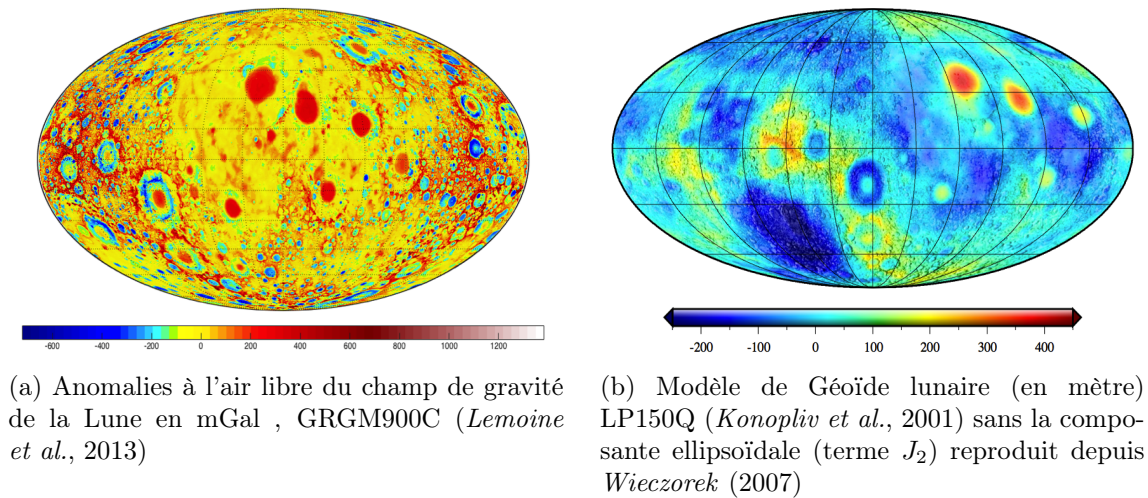 -600 -400 -200 0 200 400 600 800 1000 1200
-200 -100 0 100 200 300 400
(a) Anomalies à l'air libre du champ de gravité
de la Lune en mGal , GRGM900C (Lemoine
et al., 2013)
(b) Modèle de Géoïde lunaire (en mètre)
LP150Q (Konopliv et al., 2001) sans la compo-
sante ellipsoïdale (terme J₂) reproduit depuis
Wieczorek (2007)